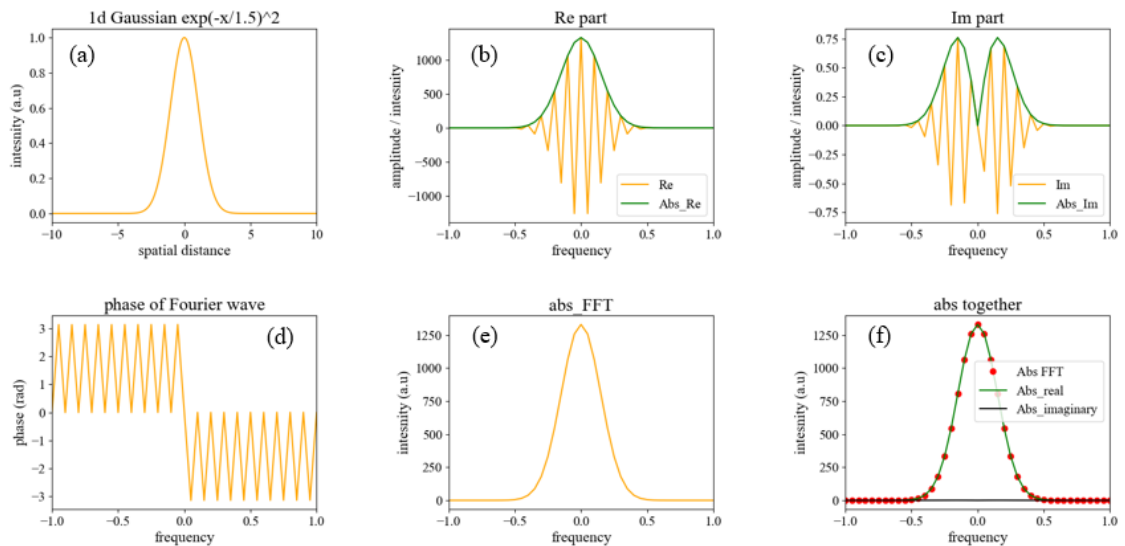 1d Gaussian exp(-x/1.5)^2
(a)
intesnity (a.u)
1.0
0.8
0.6
0.4
0.2
0.0
−10
−5
0
5
10
spatial distance
Re part
(b)
amplitude / intesnity
1000
500
0
−500
−1000
Re
Abs_Re
−1.0
−0.5
0.0
0.5
1.0
frequency
Im part
(c)
amplitude / intesnity
0.75
0.50
0.25
0.00
−0.25
−0.50
−0.75
Im
Abs_Im
−1.0
−0.5
0.0
0.5
1.0
frequency
phase of Fourier wave
(d)
phase (rad)
3
2
1
0
−1
−2
−3
−1.0
−0.5
0.0
0.5
1.0
frequency
abs_FFT
(e)
intesnity (a.u)
1250
1000
750
500
250
0
−1.0
−0.5
0.0
0.5
1.0
frequency
abs together
(f)
intesnity (a.u)
1250
1000
750
500
250
0
Abs FFT
Abs_real
Abs_imaginary
−1.0
−0.5
0.0
0.5
1.0
frequency